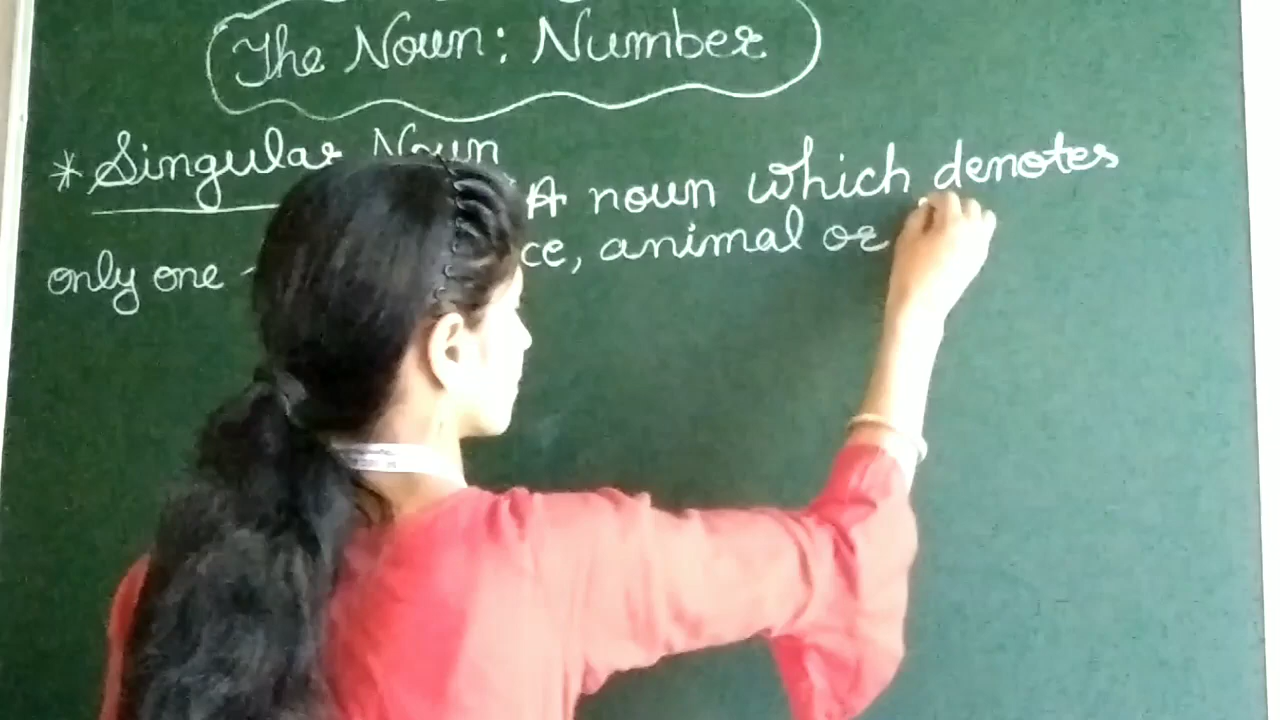 The Noun: Number
* Singular Noun
A noun which denotes
only one ce, animal or